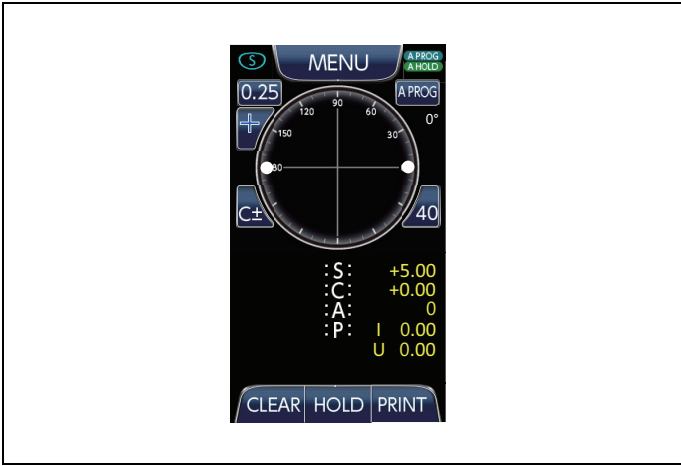 S MENU A PROG
A HOLD
0.25 A PROG
90
120 60
0°
150 30
180
C± 40
:S: +5.00
:C: +0.00
:A: 0
:P: I 0.00
U 0.00
CLEAR HOLD PRINT